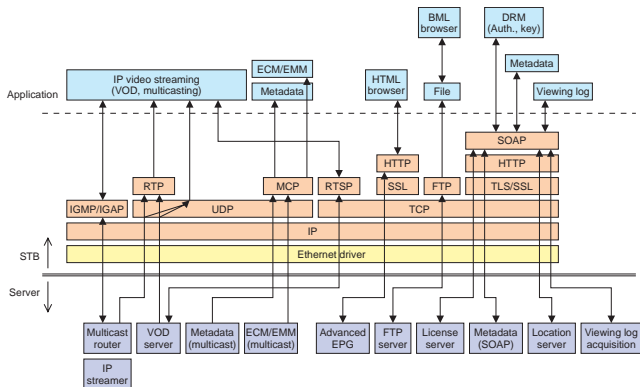 BML
browser
DRM
(Auth., key)
IP video streaming
(VOD, multicasting)
ECM/EMM
Metadata
HTML
browser
File
Metadata
Viewing log
Application
SOAP
HTTP
HTTP
RTP
MCP
RTSP
SSL
FTP
TLS/SSL
IGMP/IGAP
UDP
TCP
IP
Ethernet driver
STB
Server
Multicast
router
VOD
server
Metadata
(multicast)
ECM/EMM
(multicast)
Advanced
EPG
FTP
server
License
server
Metadata
(SOAP)
Location
server
Viewing log
acquisition
IP
streamer